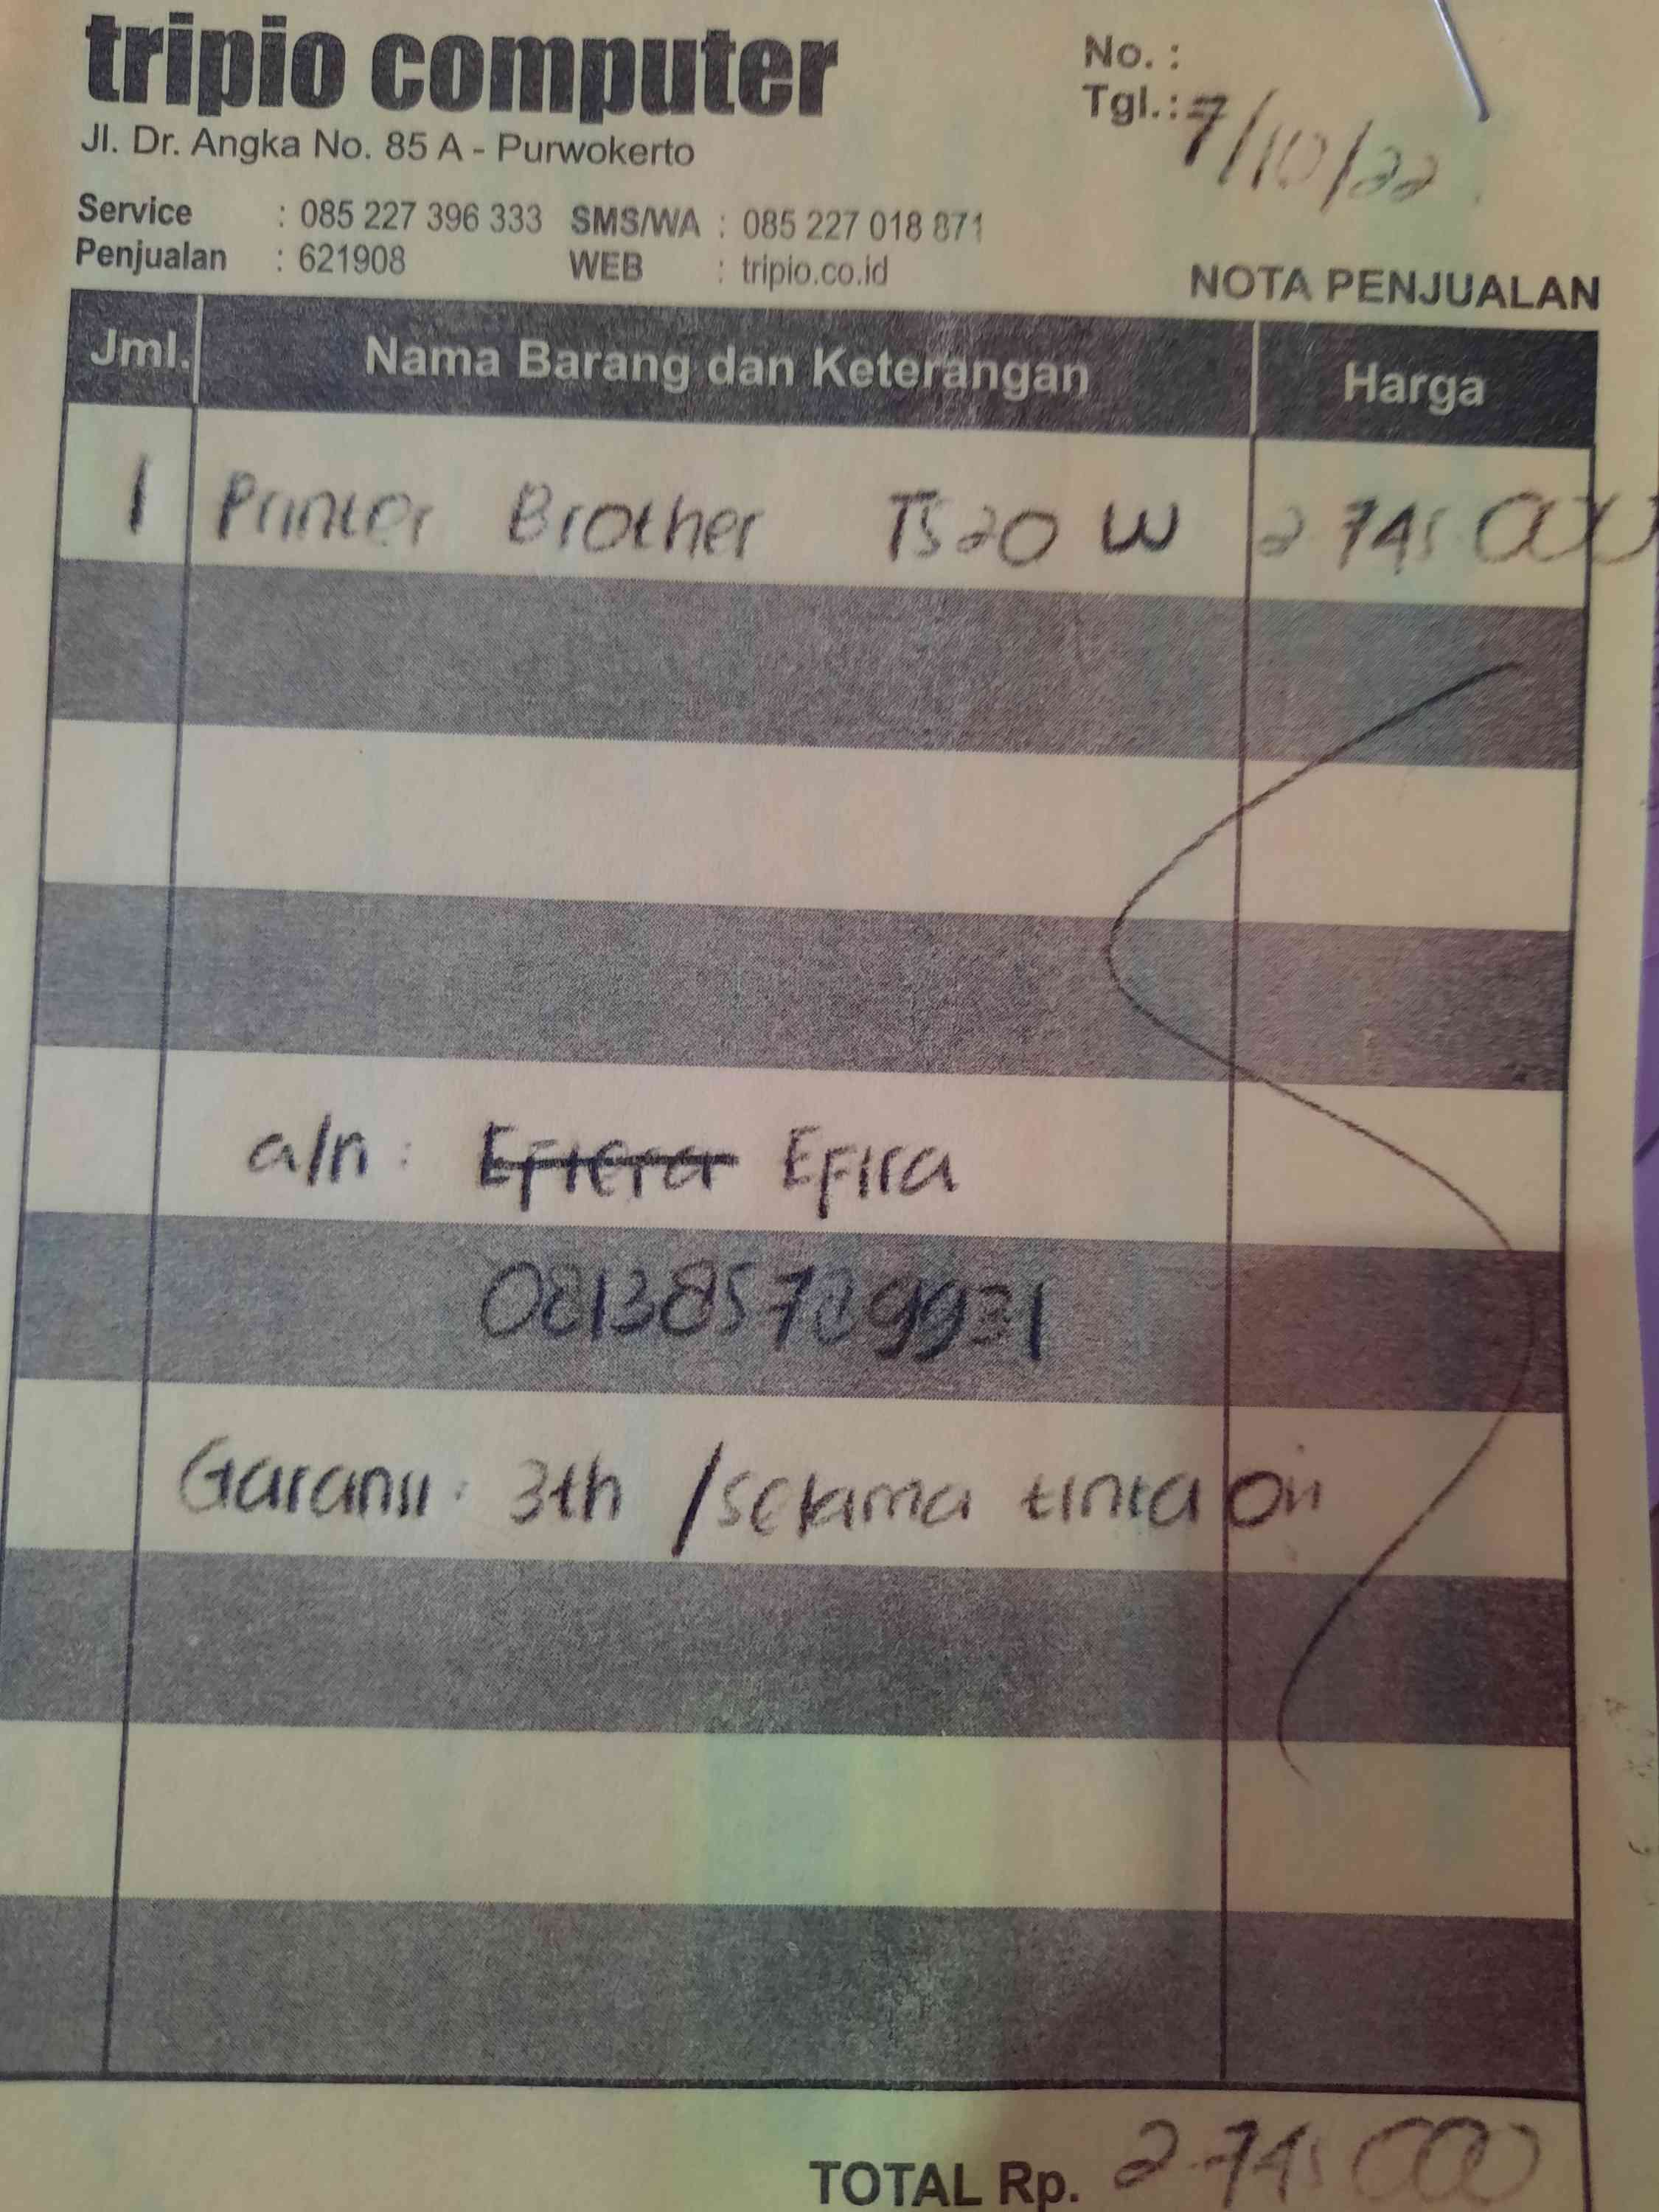 tripio computer
Jl. Dr. Angka No. 85 A - Purwokerto
No. :
Tgl.: 7/10/22
Service : 085 227 396 333 SMS/WA : 085 227 018 871
Penjualan : 621908 WEB : tripio.co.id
NOTA PENJUALAN
Jml. Nama Barang dan Keterangan Harga
1 Printer Brother T520 W 2 745 000
a/n : Efira
081385789931
Garansi : 3th / selama tinta ori
TOTAL Rp. 2 745 000